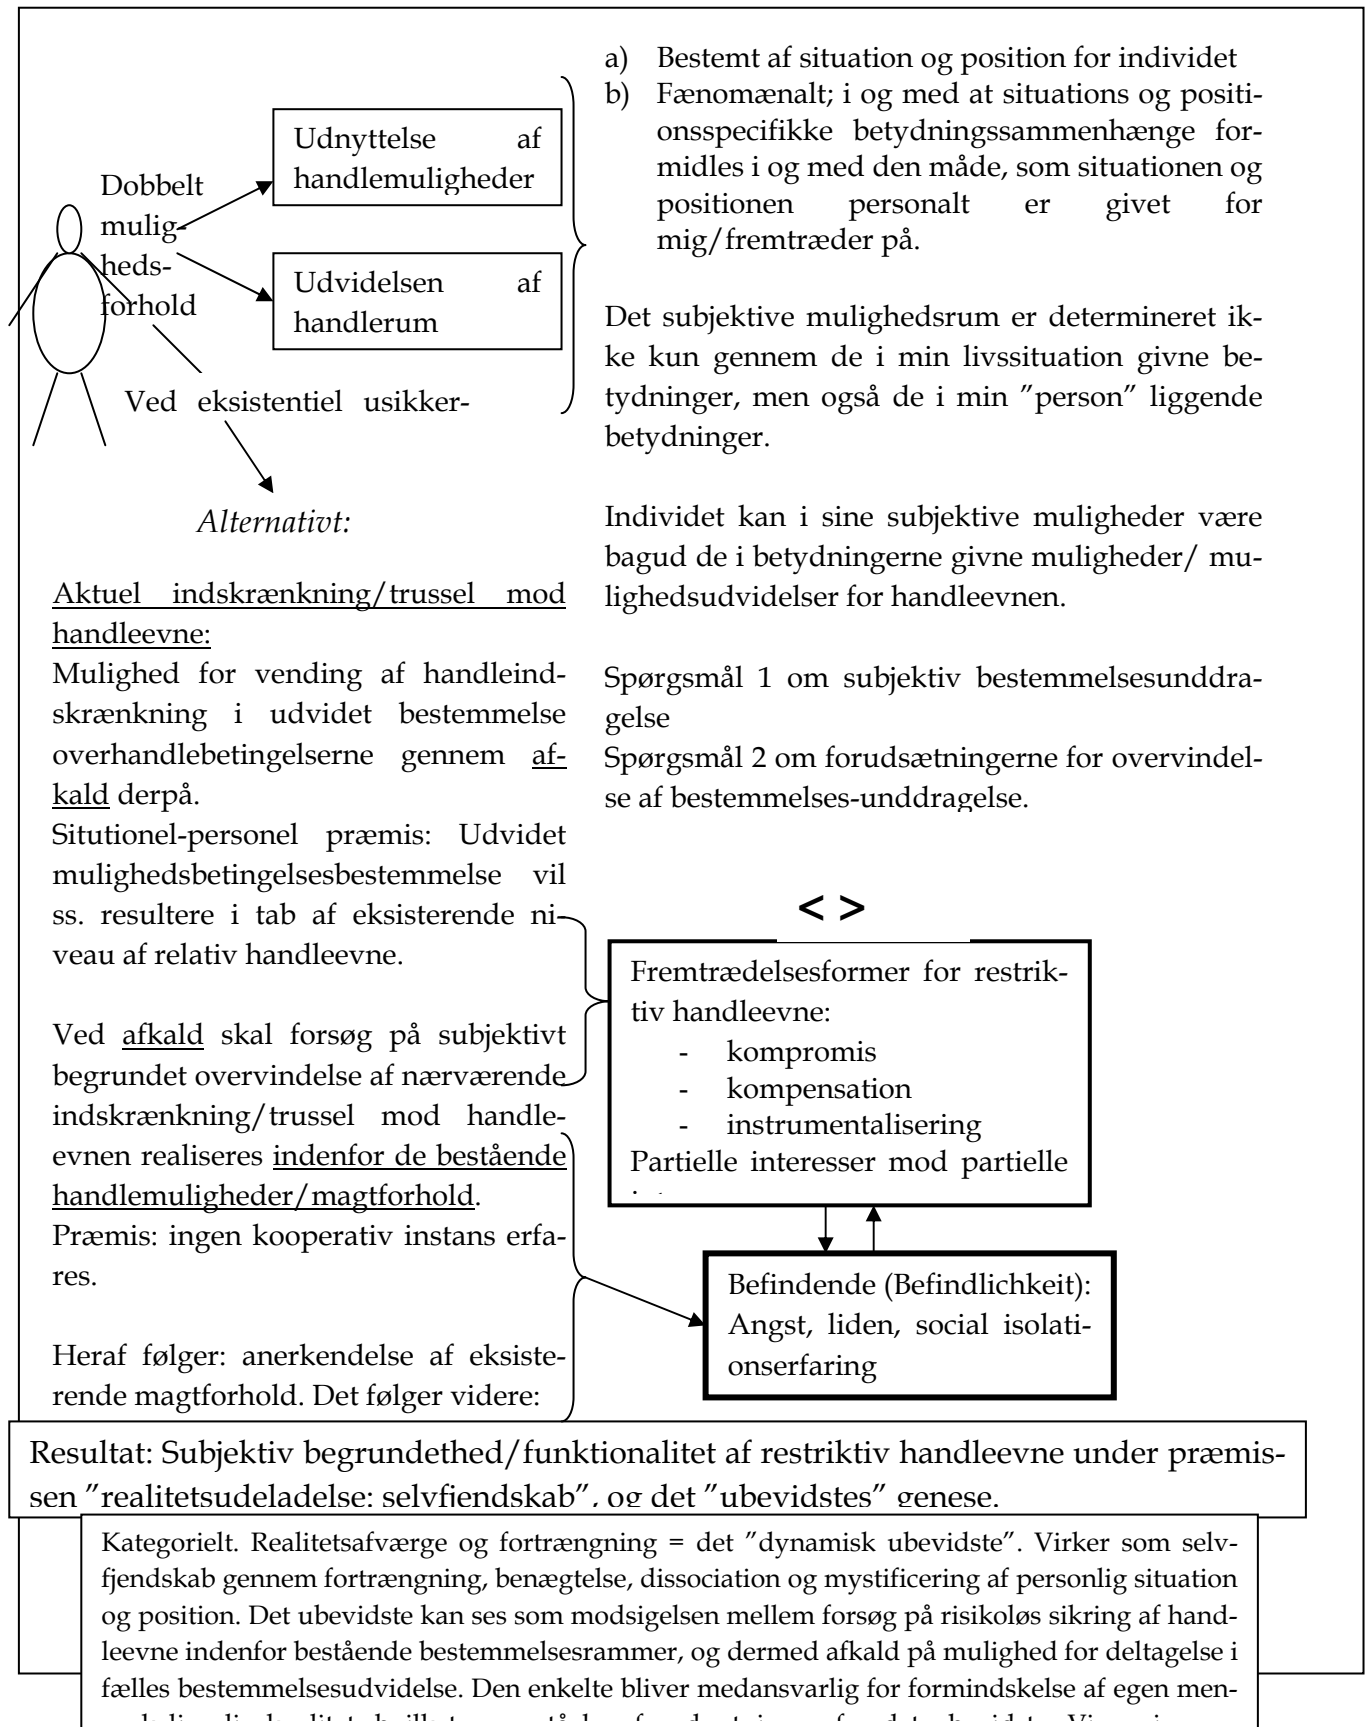 Dobbelt
mulig-
heds-
forhold
Udnyttelse af
handlemuligheder
Udvidelsen af
handlerum
Ved eksistentiel usikker-
Alternativt:
Aktuel indskrænkning/trussel mod
handleevne:
Mulighed for vending af handleind-
skrænkning i udvidet bestemmelse
overhandlebetingelserne gennem af-
kald derpå.
Situtionel-personel præmis: Udvidet
mulighedsbetingelsesbestemmelse vil
ss. resultere i tab af eksisterende ni-
veau af relativ handleevne.
Ved afkald skal forsøg på subjektivt
begrundet overvindelse af nærværende
indskrænkning/trussel mod handle-
evnen realiseres indenfor de bestående
handlemuligheder/magtforhold.
Præmis: ingen kooperativ instans erfa-
res.
Heraf følger: anerkendelse af eksiste-
rende magtforhold. Det følger videre:
a) Bestemt af situation og position for individet
b) Fænomænalt; i og med at situations og positi-
onsspecifikke betydningssammenhænge for-
midles i og med den måde, som situationen og
positionen personalt er givet for
mig/fremtræder på.
Det subjektive mulighedsrum er determineret ik-
ke kun gennem de i min livssituation givne be-
tydninger, men også de i min ”person” liggende
betydninger.
Individet kan i sine subjektive muligheder være
bagud de i betydningerne givne muligheder/ mu-
lighedsudvidelser for handleevnen.
Spørgsmål 1 om subjektiv bestemmelsesunddra-
gelse
Spørgsmål 2 om forudsætningerne for overvindel-
se af bestemmelses-unddragelse.
< >
Fremtrædelsesformer for restrik-
tiv handleevne:
- kompromis
- kompensation
- instrumentalisering
Partielle interesser mod partielle
Befindende (Befindlichkeit):
Angst, liden, social isolati-
onserfaring
Resultat: Subjektiv begrundethed/funktionalitet af restriktiv handleevne under præmis-
sen ”realitetsudeladelse: selvfjendskab”, og det ”ubevidstes” genese.
Kategorielt. Realitetsafværge og fortrængning = det ”dynamisk ubevidste”. Virker som selv-
fjendskab gennem fortrængning, benægtelse, dissociation og mystificering af personlig situation
og position. Det ubevidste kan ses som modsigelsen mellem forsøg på risikoløs sikring af hand-
leevne indenfor bestående bestemmelsesrammer, og dermed afkald på mulighed for deltagelse i
fælles bestemmelsesudvidelse. Den enkelte bliver medansvarlig for formindskelse af egen men-